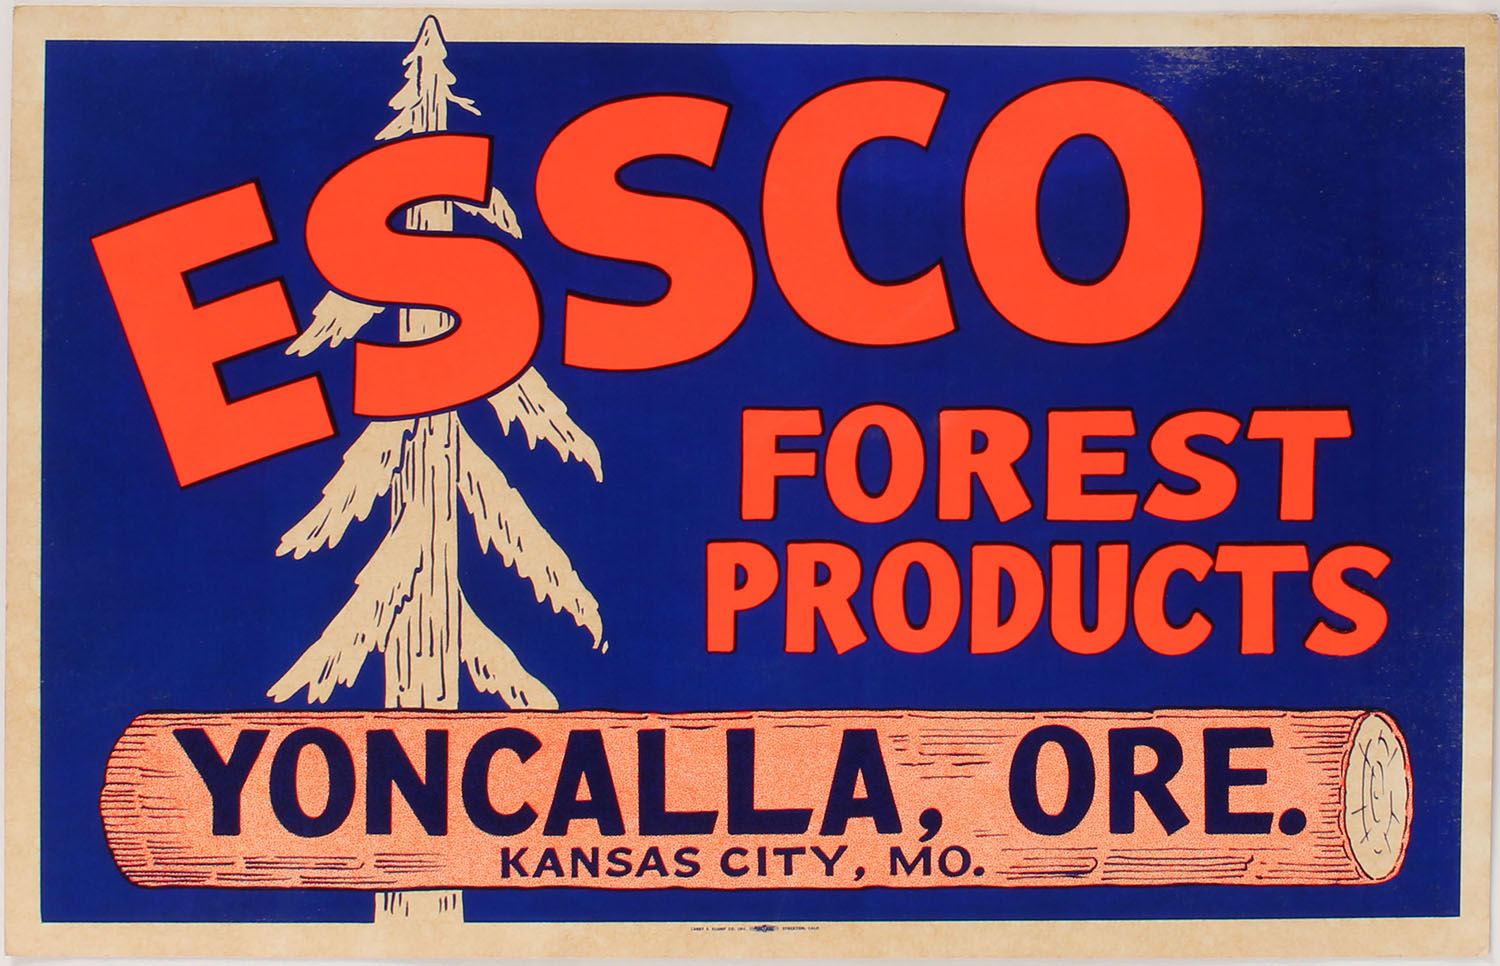 ESSCO
FOREST
PRODUCTS
YONCALLA, ORE.
KANSAS CITY, MO.